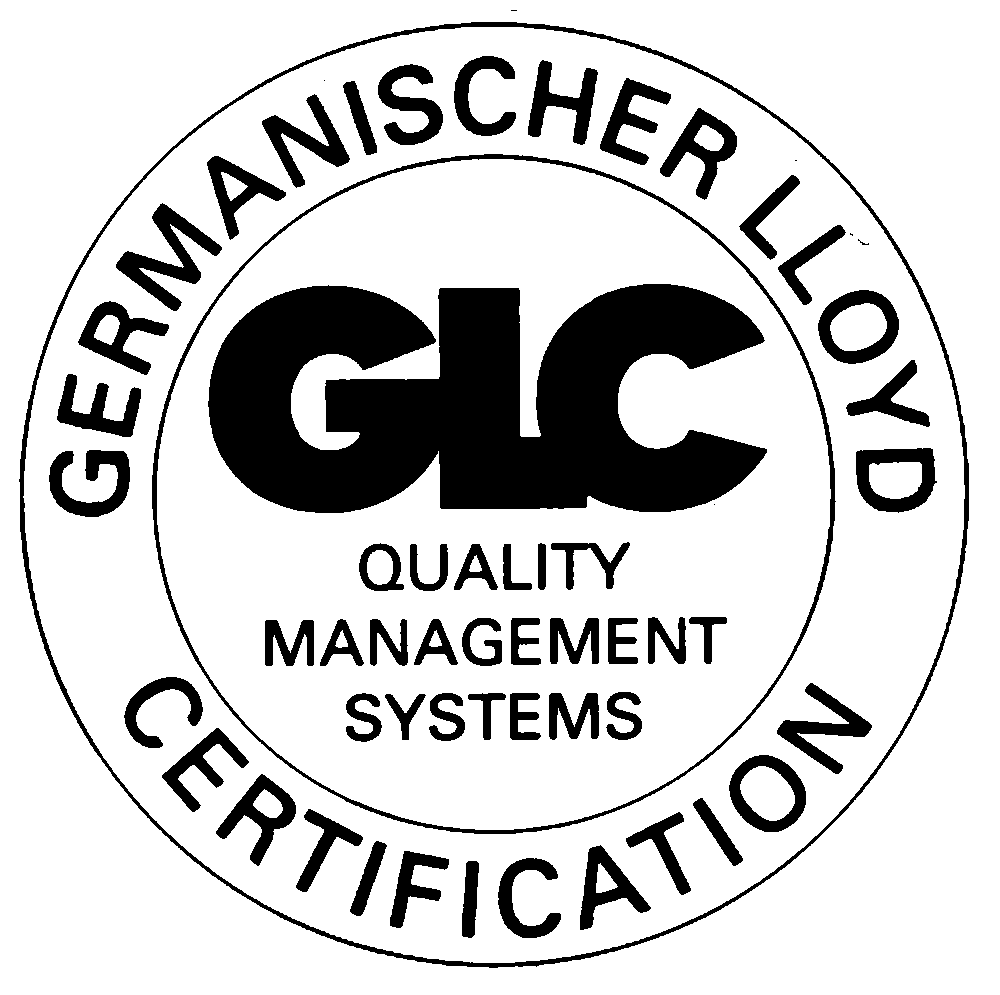 GERMANISCHER LLOYD
GLC
QUALITY
MANAGEMENT
SYSTEMS
CERTIFICATION